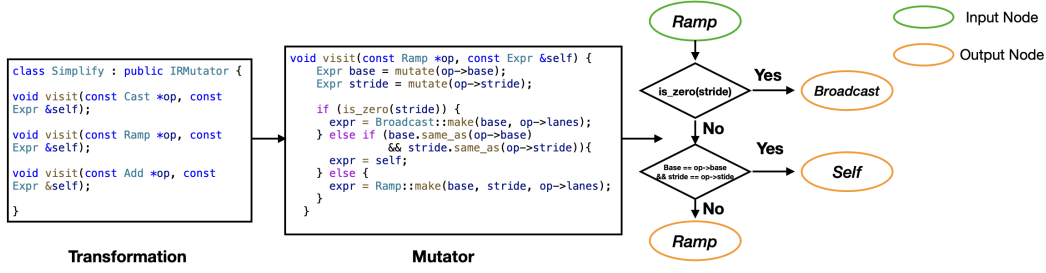 class Simplify : public IRMutator {
void visit(const Cast *op, const
Expr &self);
void visit(const Ramp *op, const
Expr &self);
void visit(const Add *op, const
Expr &self);
}
Transformation
void visit(const Ramp *op, const Expr &self) {
Expr base = mutate(op->base);
Expr stride = mutate(op->stride);
if (is_zero(stride)) {
expr = Broadcast::make(base, op->lanes);
} else if (base.same_as(op->base)
&& stride.same_as(op->stride)){
expr = self;
} else {
expr = Ramp::make(base, stride, op->lanes);
}
}
Mutator
Ramp
is_zero(stride)
Yes
Broadcast
No
Base == op->base
&& stride == op->stide
Yes
Self
No
Ramp
Input Node
Output Node